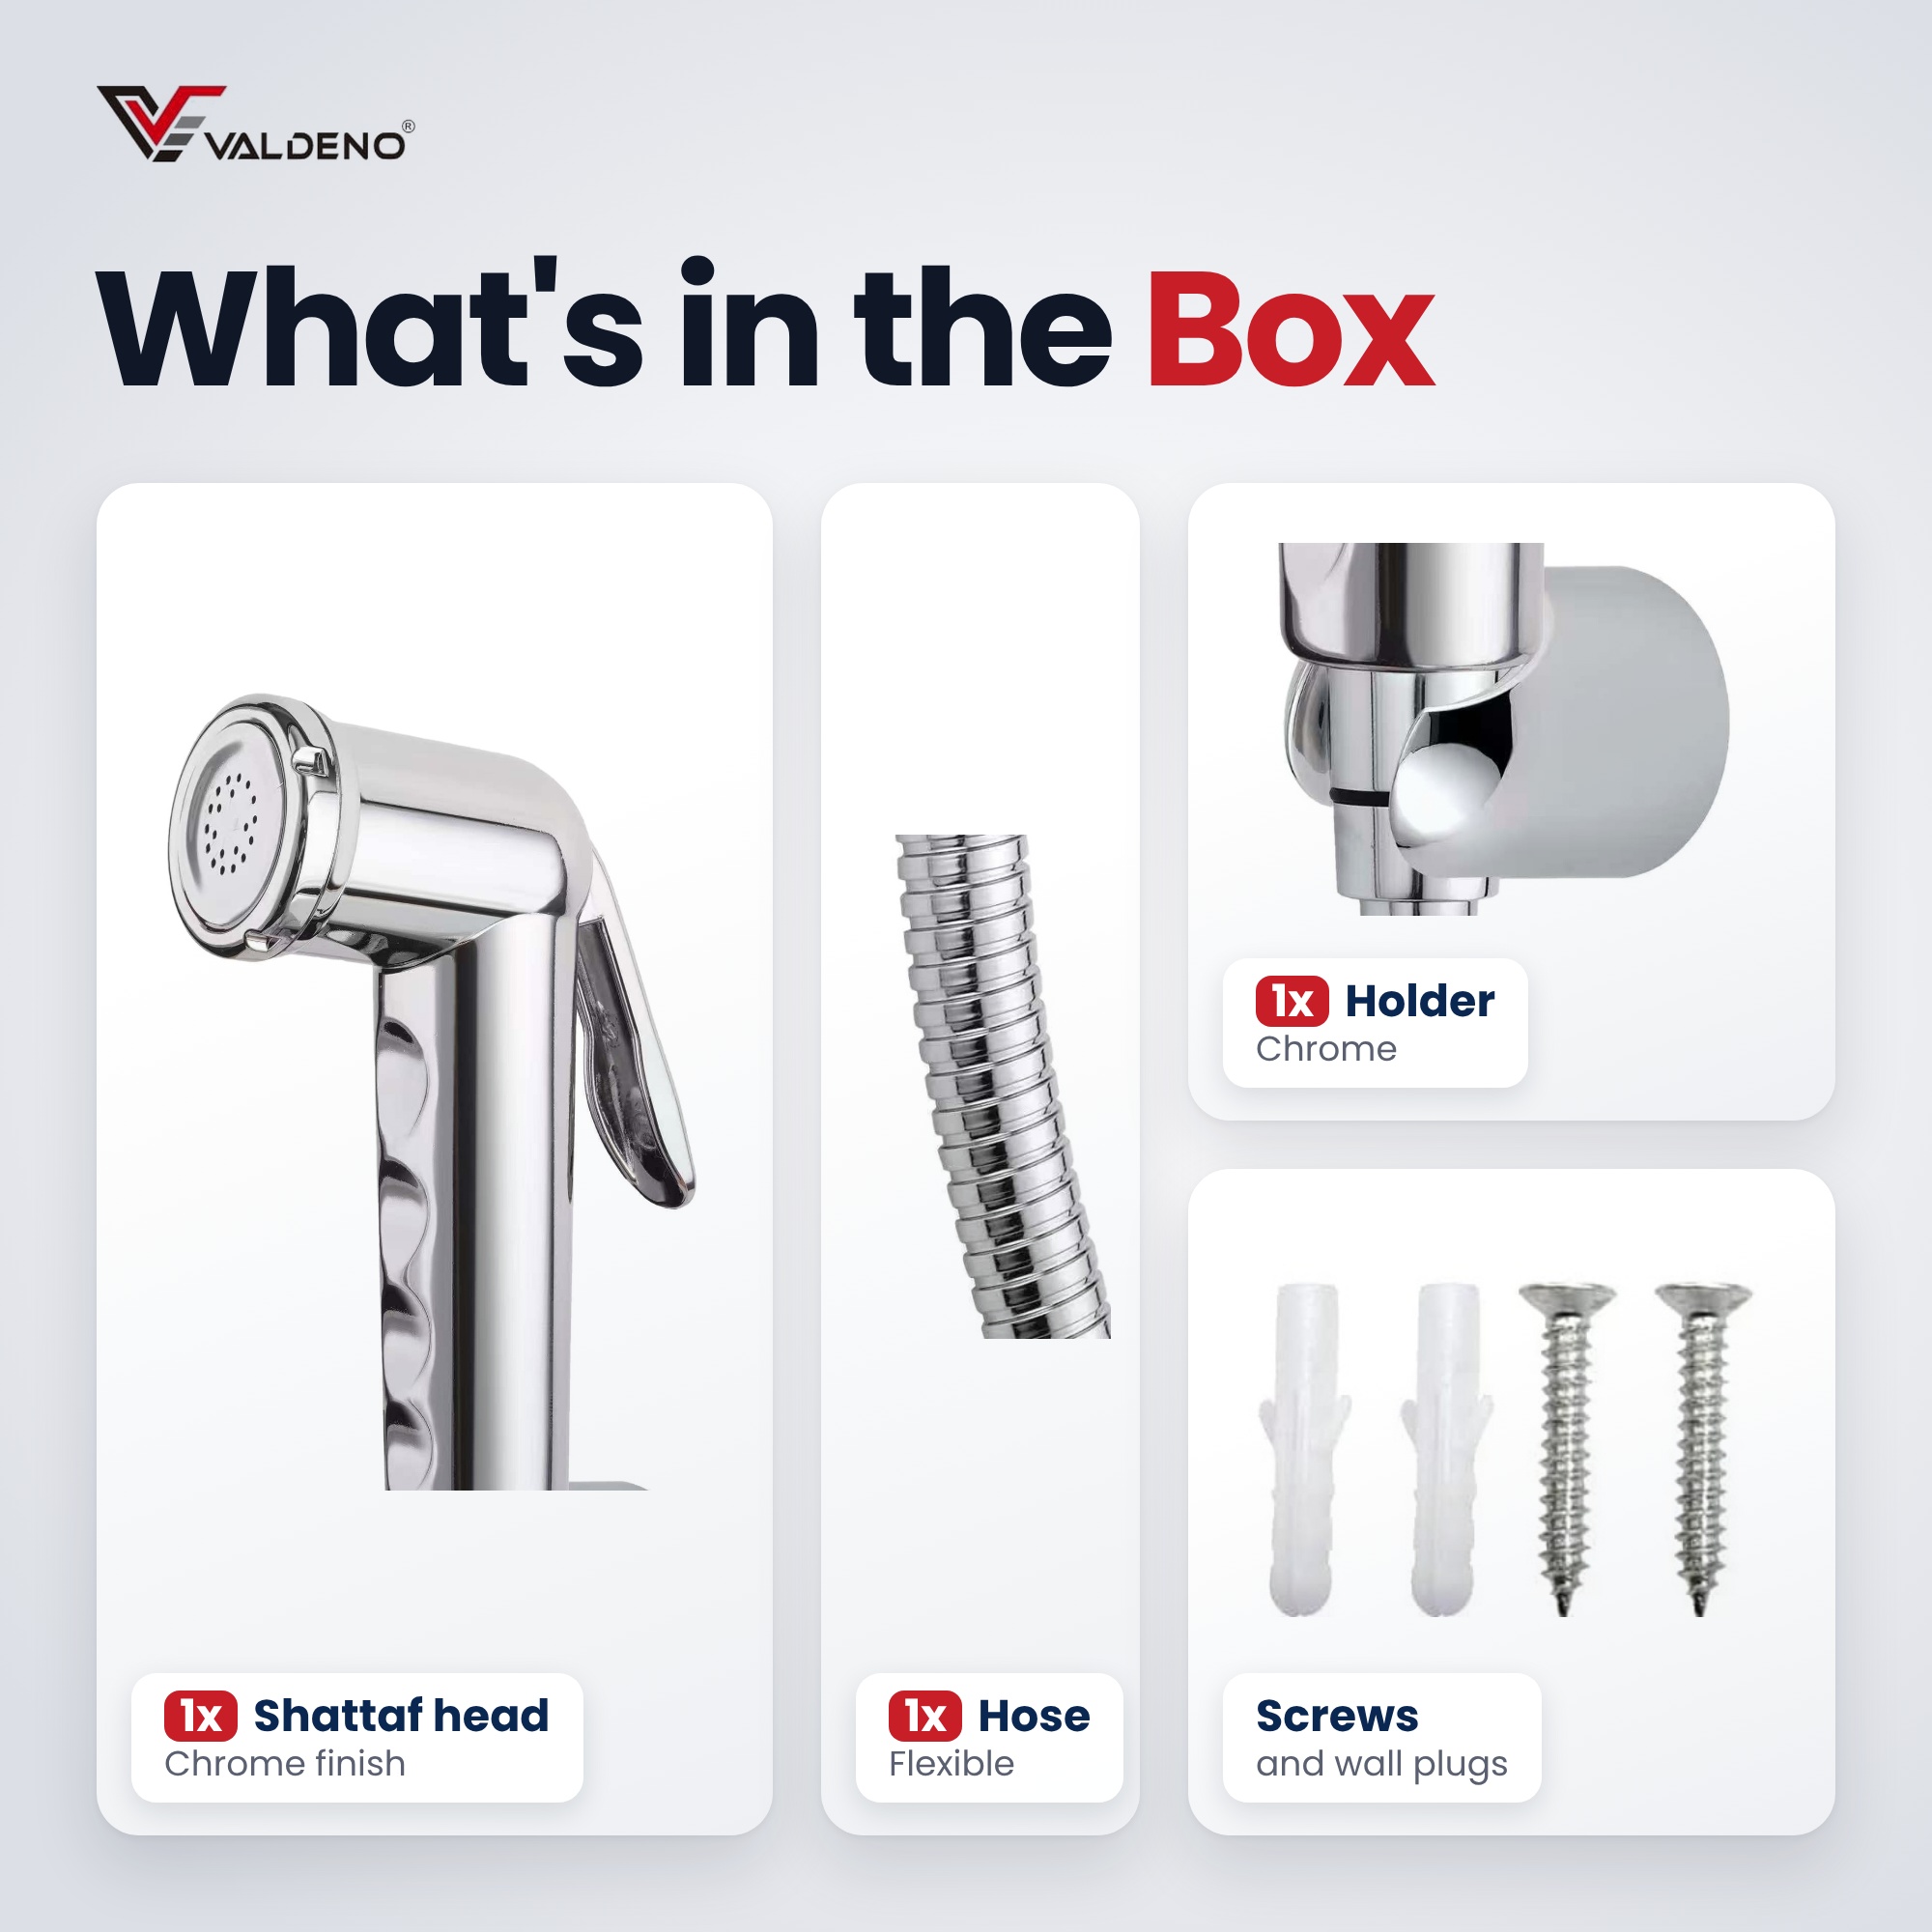 VALDENO®
What's in the Box
1x Shattaf head
Chrome finish
1x Hose
Flexible
1x Holder
Chrome
Screws
and wall plugs